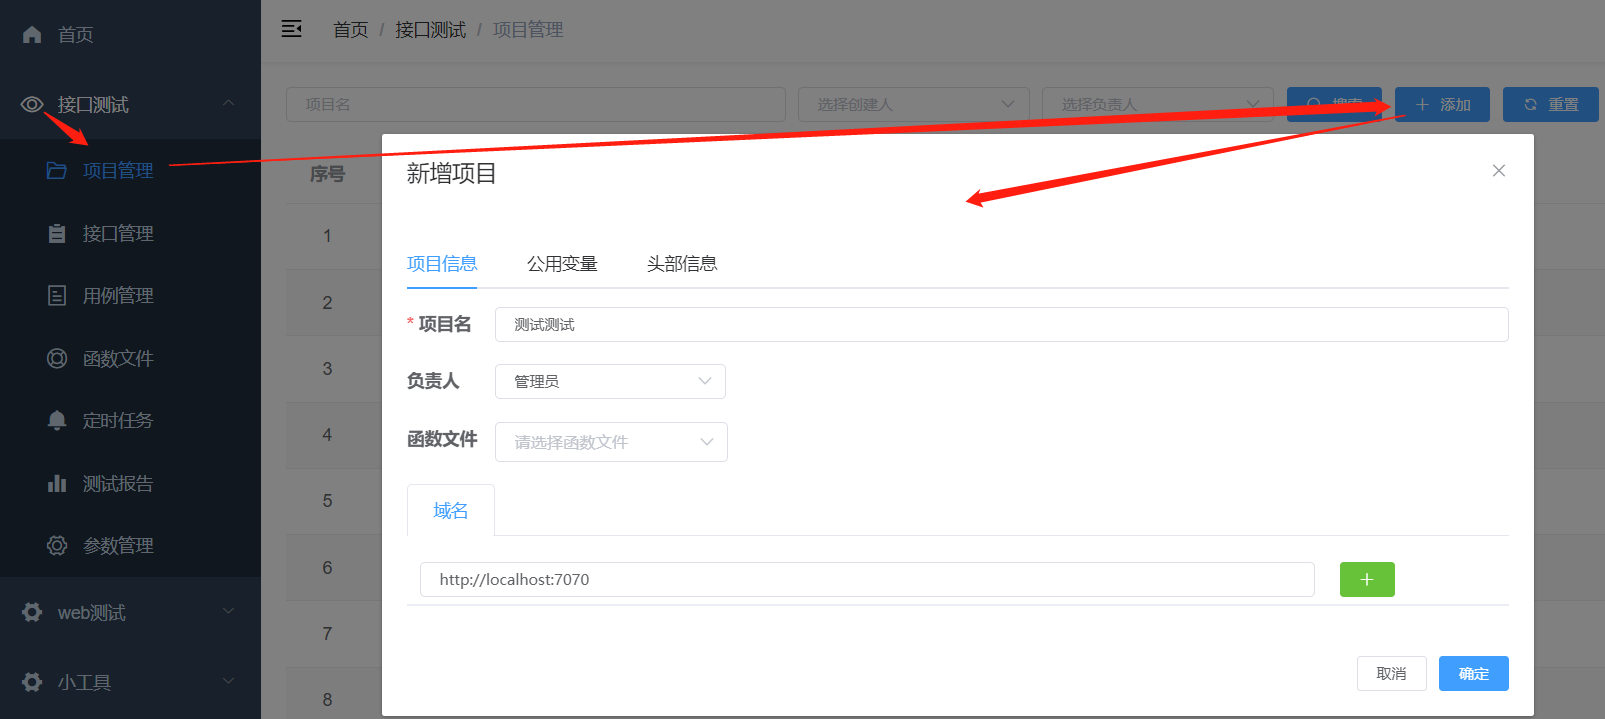 首页
接口测试
项目管理
接口管理
用例管理
函数文件
定时任务
测试报告
参数管理
web测试
小工具
首页 / 接口测试 / 项目管理
项目名 选择创建人 选择负责人 搜索 添加 重置
序号
1
2
3
4
5
6
7
8
新增项目
项目信息 公用变量 头部信息
* 项目名 测试测试
负责人 管理员
函数文件 请选择函数文件
域名
http://localhost:7070
取消 确定